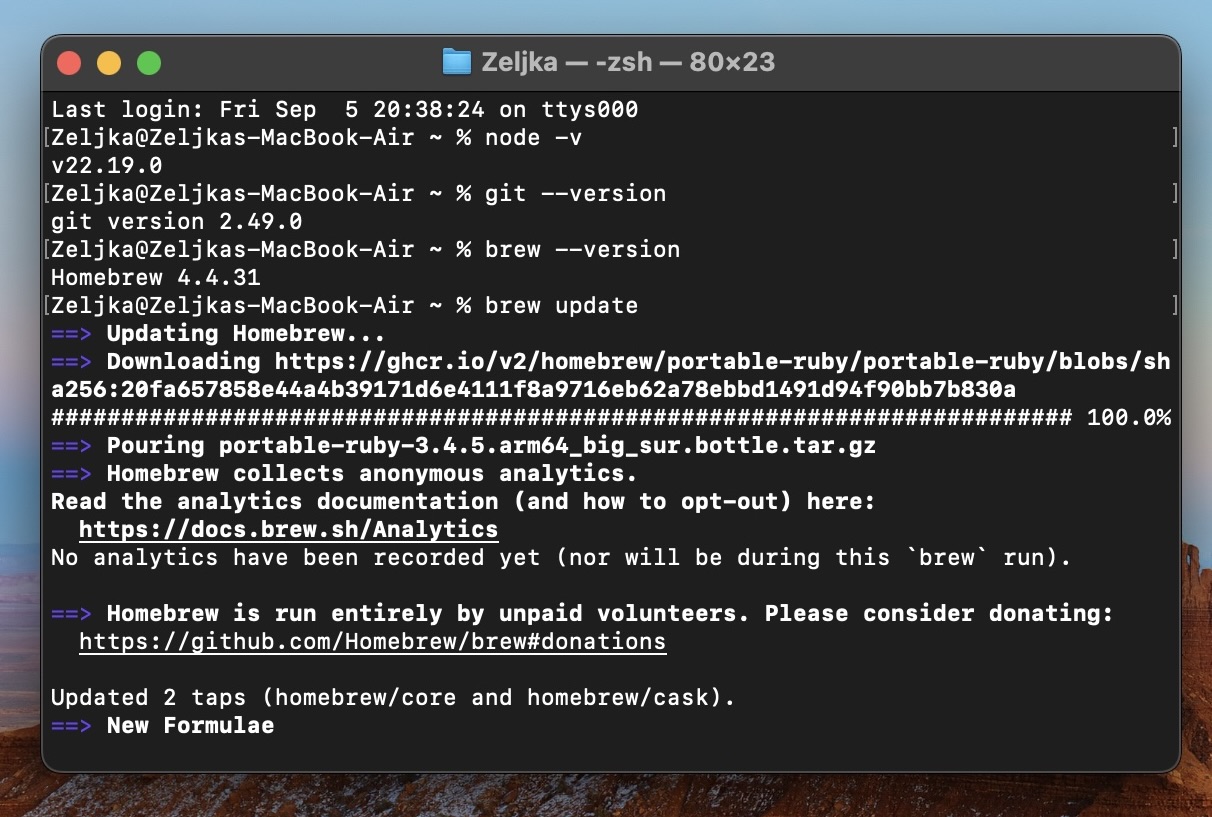 Zeljka — -zsh — 80×23
Last login: Fri Sep  5 20:38:24 on ttys000
[Zeljka@Zeljkas-MacBook-Air ~ % node -v ]
v22.19.0
[Zeljka@Zeljkas-MacBook-Air ~ % git --version ]
git version 2.49.0
[Zeljka@Zeljkas-MacBook-Air ~ % brew --version ]
Homebrew 4.4.31
[Zeljka@Zeljkas-MacBook-Air ~ % brew update ]
==> Updating Homebrew...
==> Downloading https://ghcr.io/v2/homebrew/portable-ruby/portable-ruby/blobs/sh
a256:20fa657858e44a4b39171d6e4111f8a9716eb62a78ebbd1491d94f90bb7b830a
######################################################################### 100.0%
==> Pouring portable-ruby-3.4.5.arm64_big_sur.bottle.tar.gz
==> Homebrew collects anonymous analytics.
Read the analytics documentation (and how to opt-out) here:
  https://docs.brew.sh/Analytics
No analytics have been recorded yet (nor will be during this `brew` run).
==> Homebrew is run entirely by unpaid volunteers. Please consider donating:
  https://github.com/Homebrew/brew#donations
Updated 2 taps (homebrew/core and homebrew/cask).
==> New Formulae